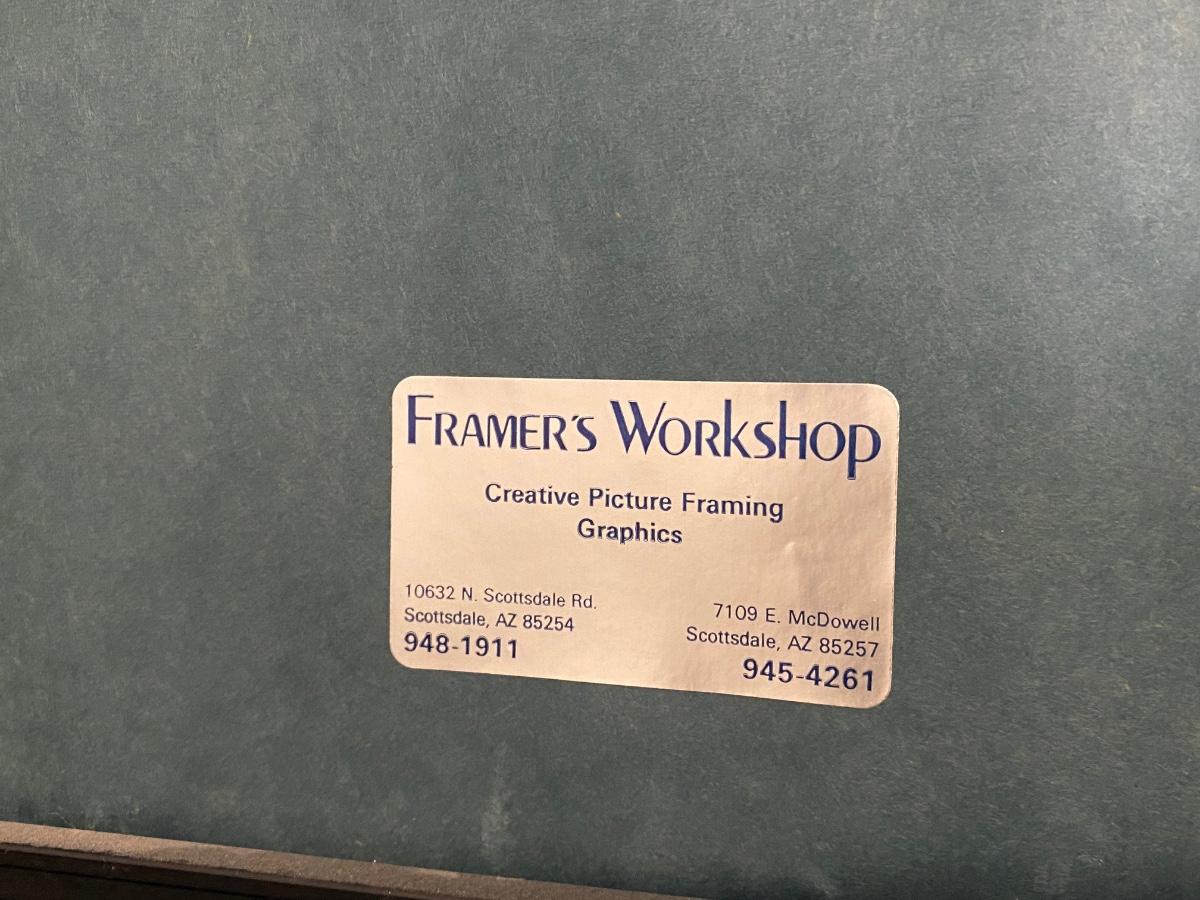 FRAMER'S WORKSHOP
Creative Picture Framing
Graphics
10632 N. Scottsdale Rd.
Scottsdale, AZ 85254
948-1911
7109 E. McDowell
Scottsdale, AZ 85257
945-4261